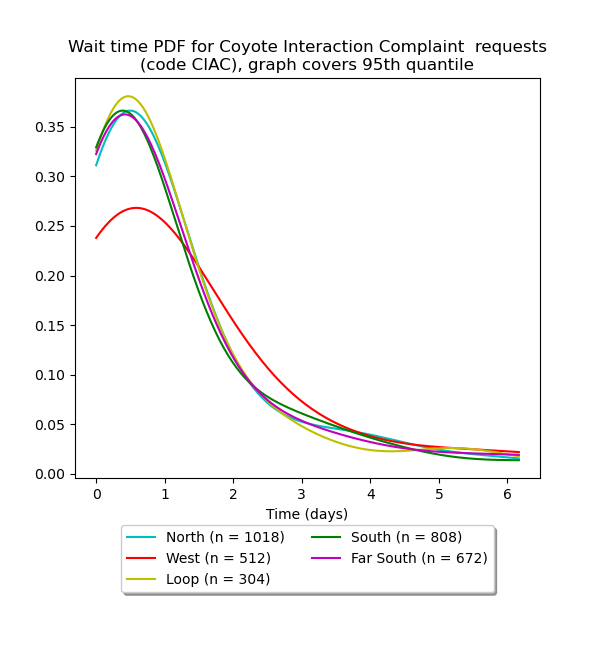 Wait time PDF for Coyote Interaction Complaint  requests
(code CIAC), graph covers 95th quantile
0.35
0.30
0.25
0.20
0.15
0.10
0.05
0.00
0 1 2 3 4 5 6
Time (days)
North (n = 1018) South (n = 808)
West (n = 512) Far South (n = 672)
Loop (n = 304)